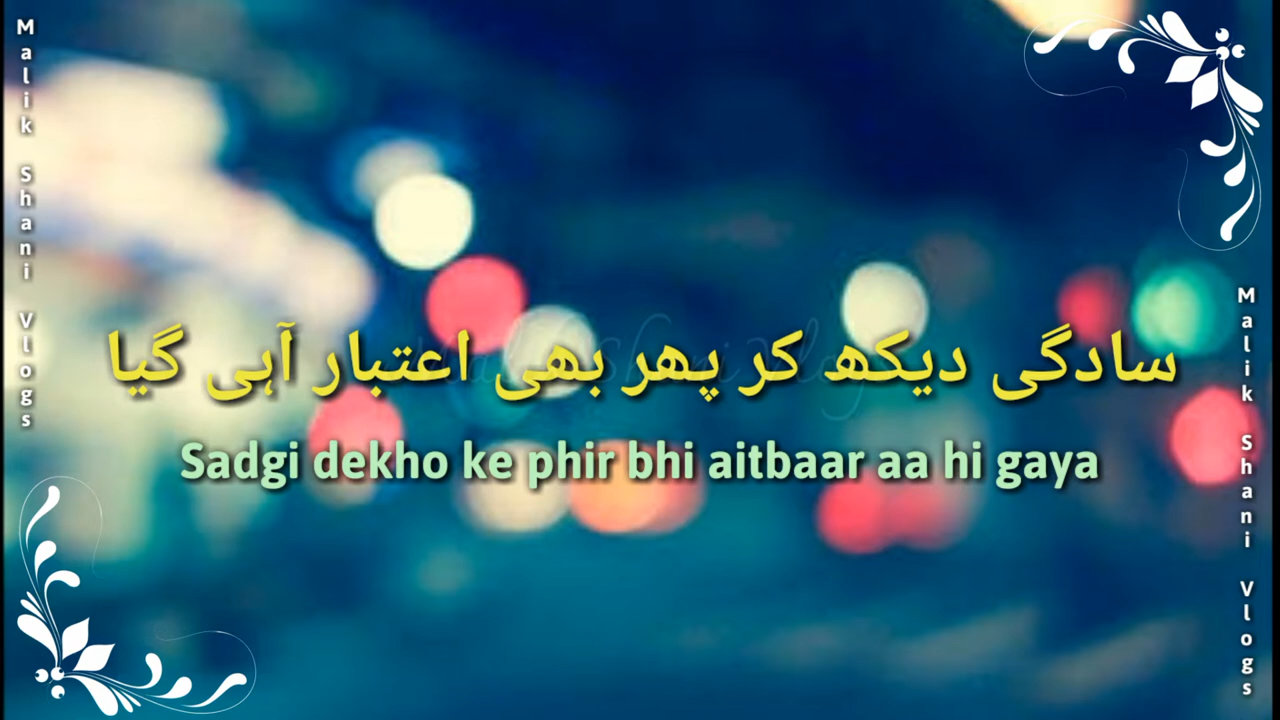 Malik Shani Vlogs
سادگی دیکھ کر پھر بھی اعتبار آہی گیا
Sadgi dekho ke phir bhi aitbaar aa hi gaya
Malik Shani Vlogs